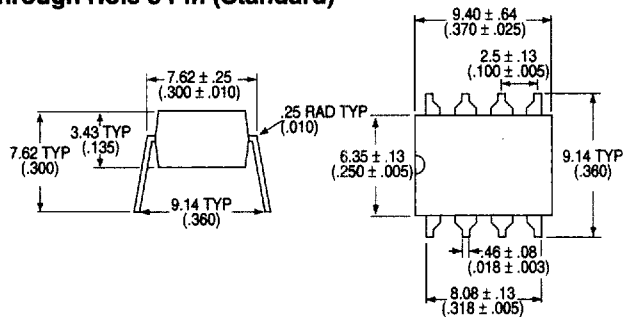 hrough Hole 8 Pin (Standard)
7.62 ± .25
(.300 ± .010)
.25 RAD TYP
(.010)
3.43 TYP
(.135)
7.62 TYP
(.300)
9.14 TYP
(.360)
9.40 ± .64
(.370 ± .025)
2.5 ± .13
(.100 ± .005)
6.35 ± .13
(.250 ± .005)
9.14 TYP
(.360)
.46 ± .08
(.018 ± .003)
8.08 ± .13
(.318 ± .005)